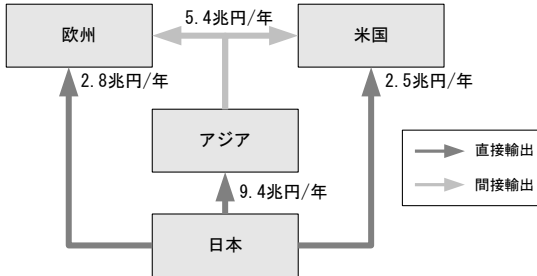 5.4兆円/年
欧州
米国
2.8兆円/年
2.5兆円/年
アジア
直接輸出
間接輸出
9.4兆円/年
日本